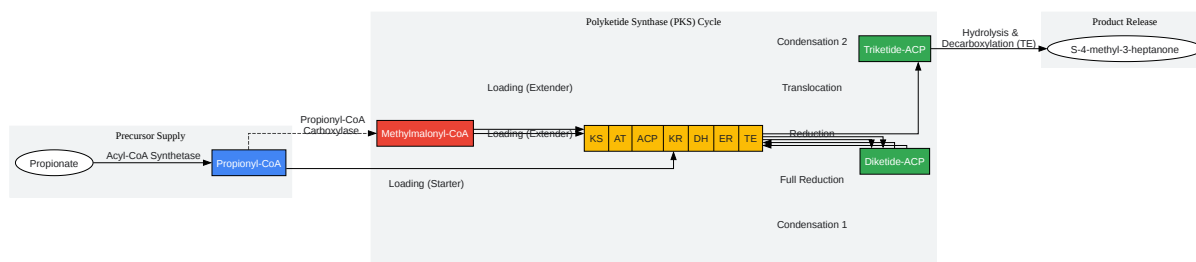 Polyketide Synthase (PKS) Cycle
Product Release
Precursor Supply
Propionate
Acyl-CoA Synthetase
Propionyl-CoA
Propionyl-CoA
Carboxylase
Methylmalonyl-CoA
Loading (Extender)
Loading (Extender)
Loading (Starter)
KS
AT
ACP
KR
DH
ER
TE
Condensation 2
Translocation
Reduction
Full Reduction
Condensation 1
Triketide-ACP
Diketide-ACP
Hydrolysis &
Decarboxylation (TE)
S-4-methyl-3-heptanone